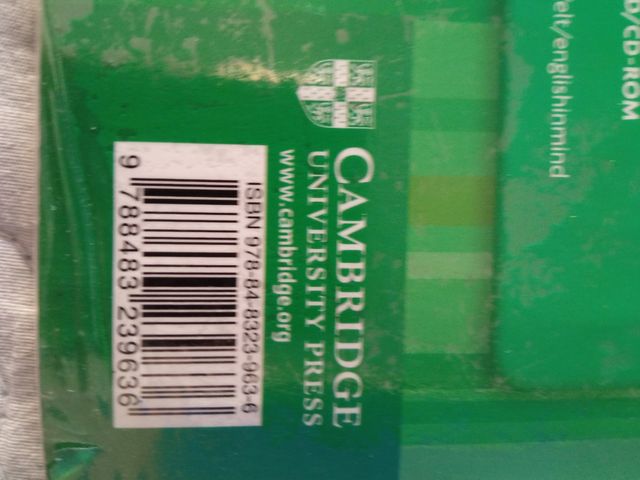 D/CD-ROM
elt/englishinmind
CAMBRIDGE
UNIVERSITY PRESS
www.cambridge.org
ISBN 978-84-8323-963-6
9 788483 239636